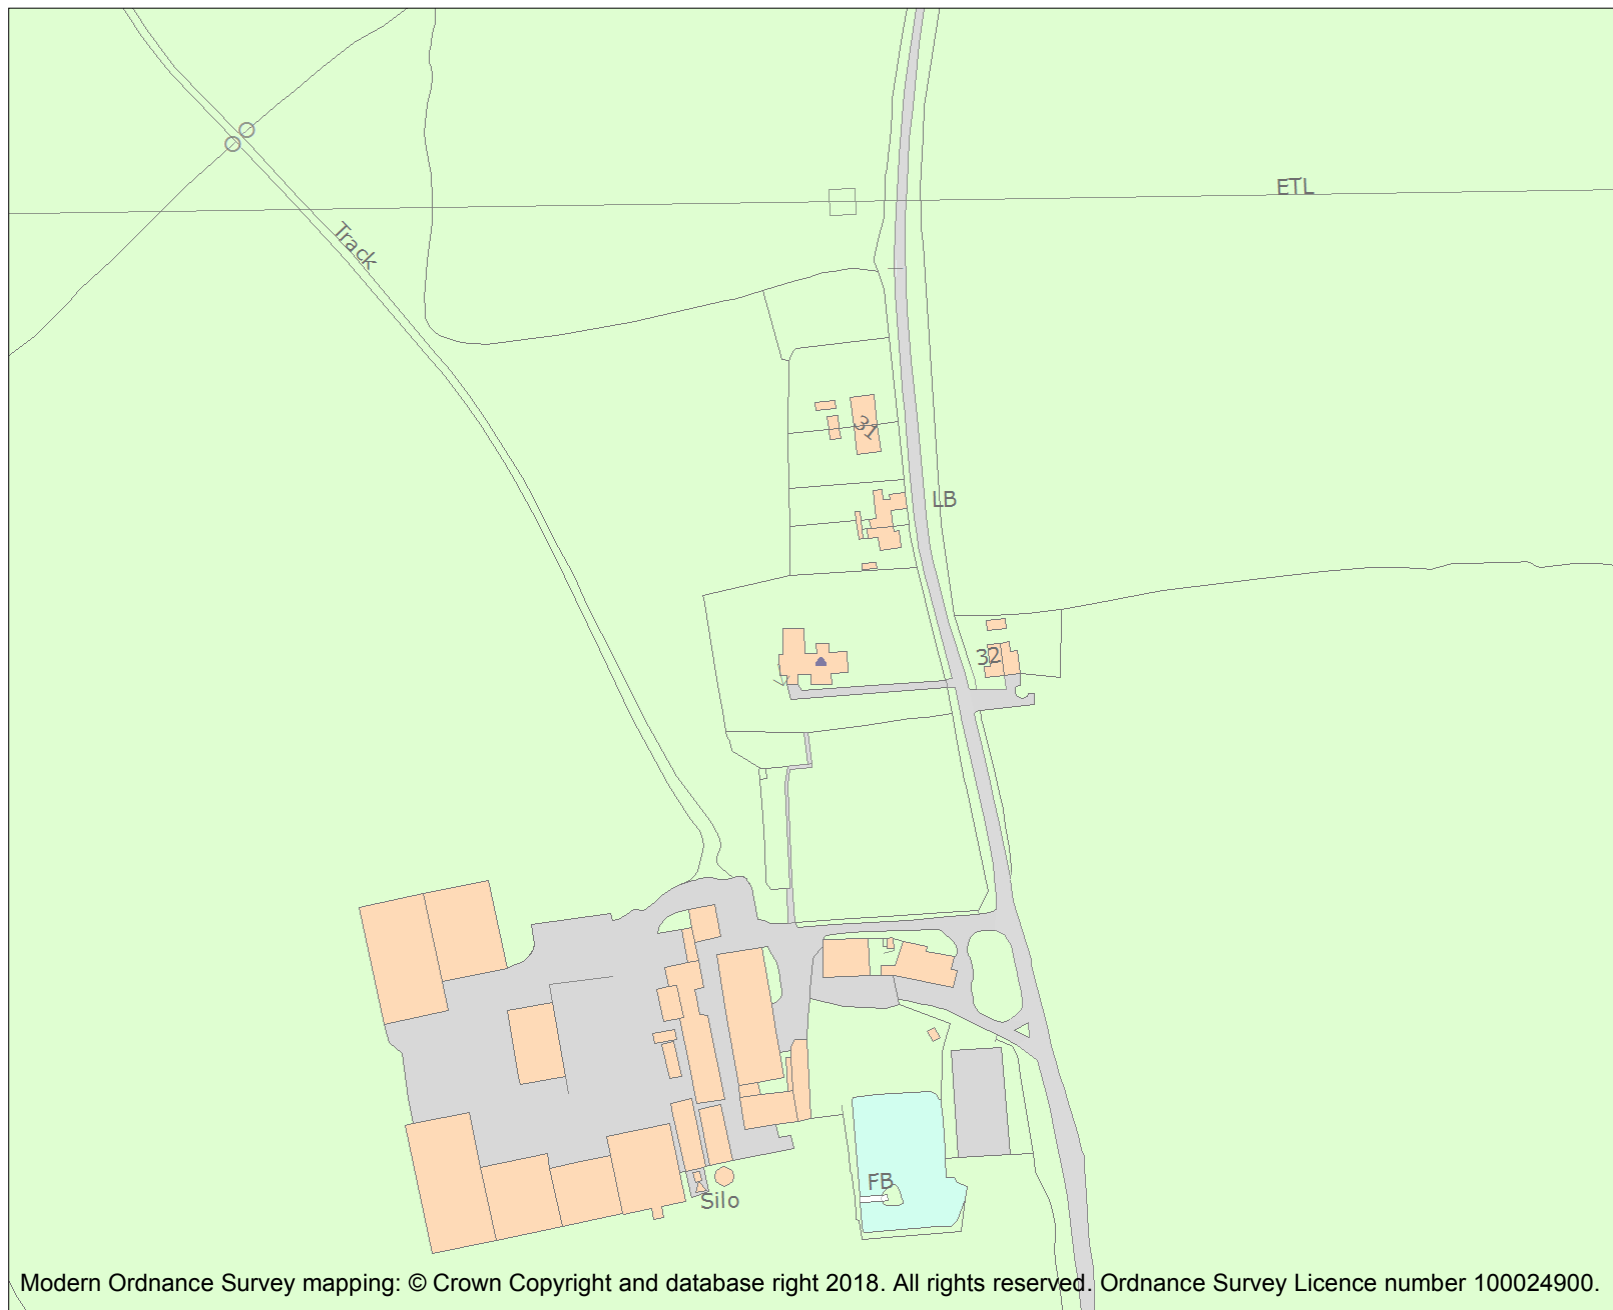 ETL
Track
31
LB
32
FB
Silo
Modern Ordnance Survey mapping: © Crown Copyright and database right 2018. All rights reserved. Ordnance Survey Licence number 100024900.